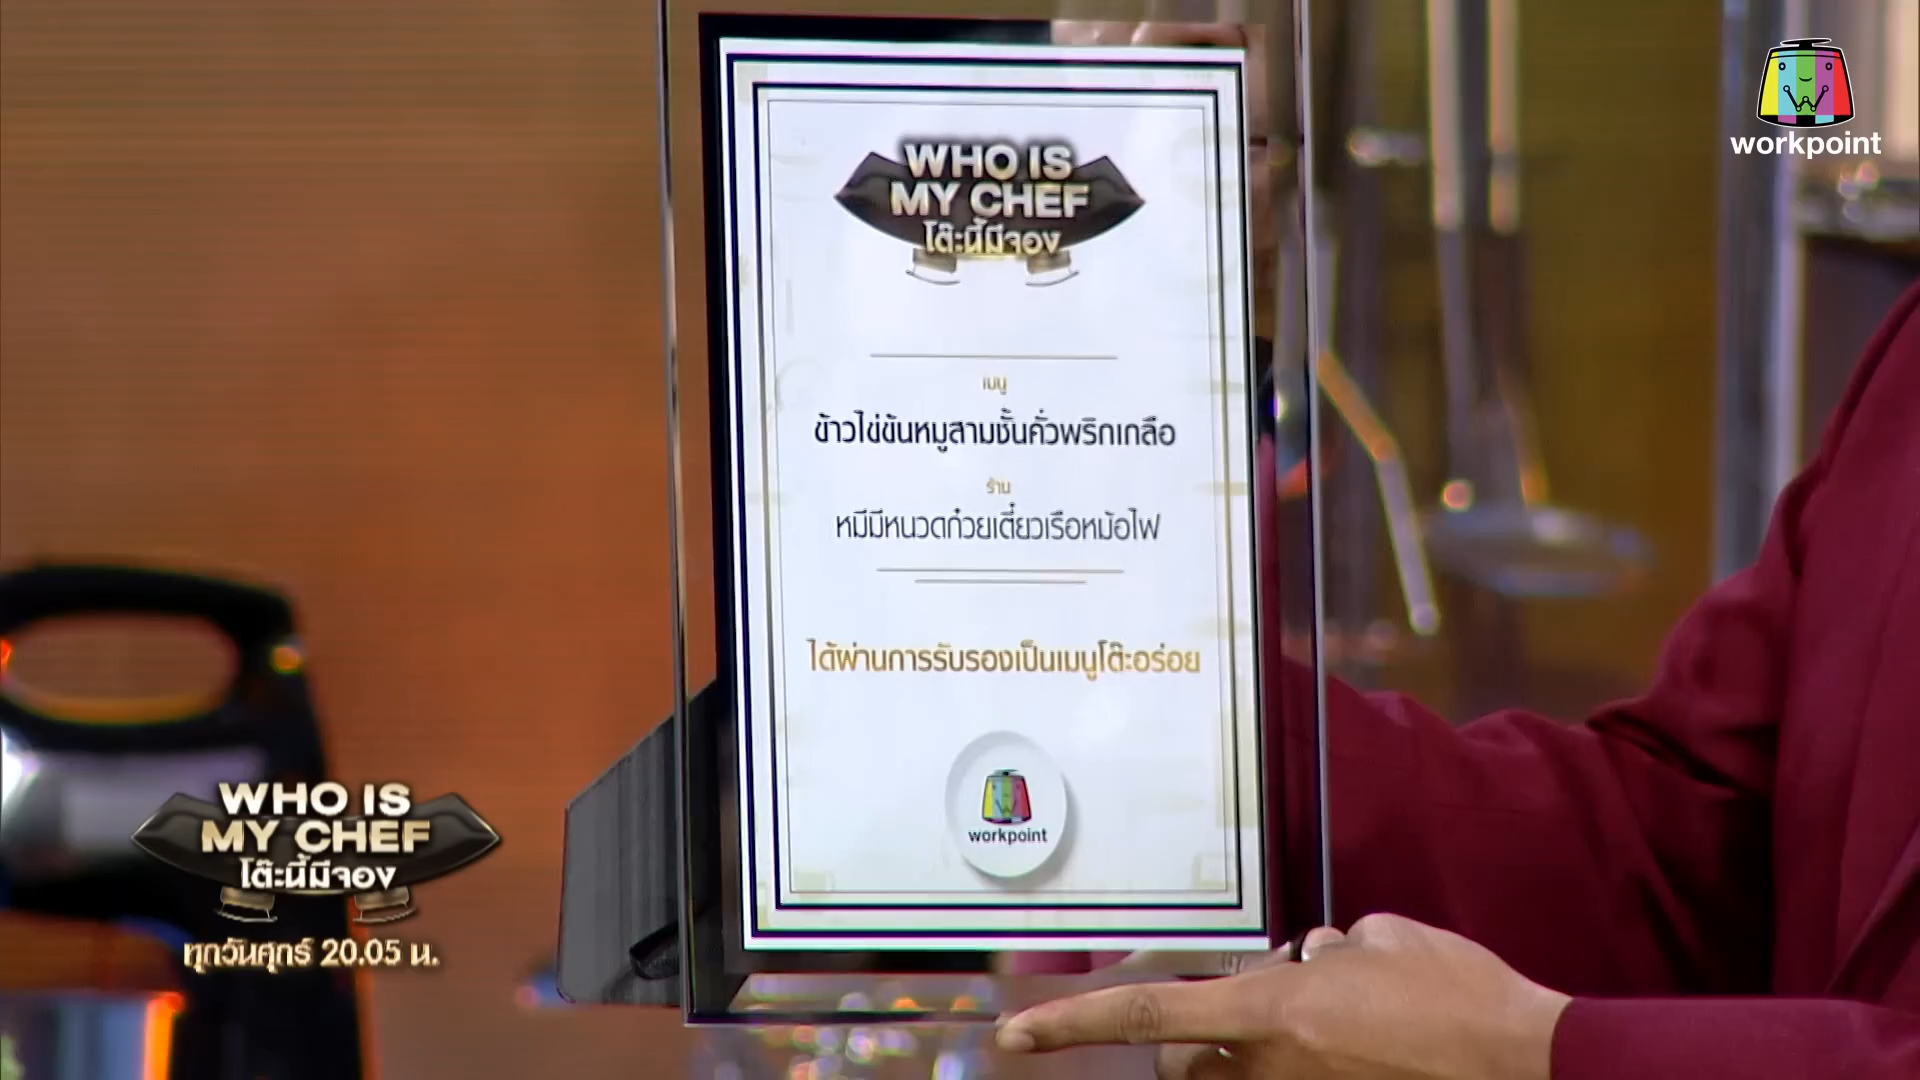 workpoint
WHO IS
MY CHEF
โต๊ะนี้มีจอง
เมนู
ข้าวไข่ข้นหมูสามชั้นคั่วพริกเกลือ
ร้าน
หมีมีหนวดก๋วยเตี๋ยวเรือหม้อไฟ
ได้ผ่านการรับรองเป็นเมนูโต๊ะอร่อย
workpoint
WHO IS
MY CHEF
โต๊ะนี้มีจอง
ทุกวันศุกร์ 20.05 น.